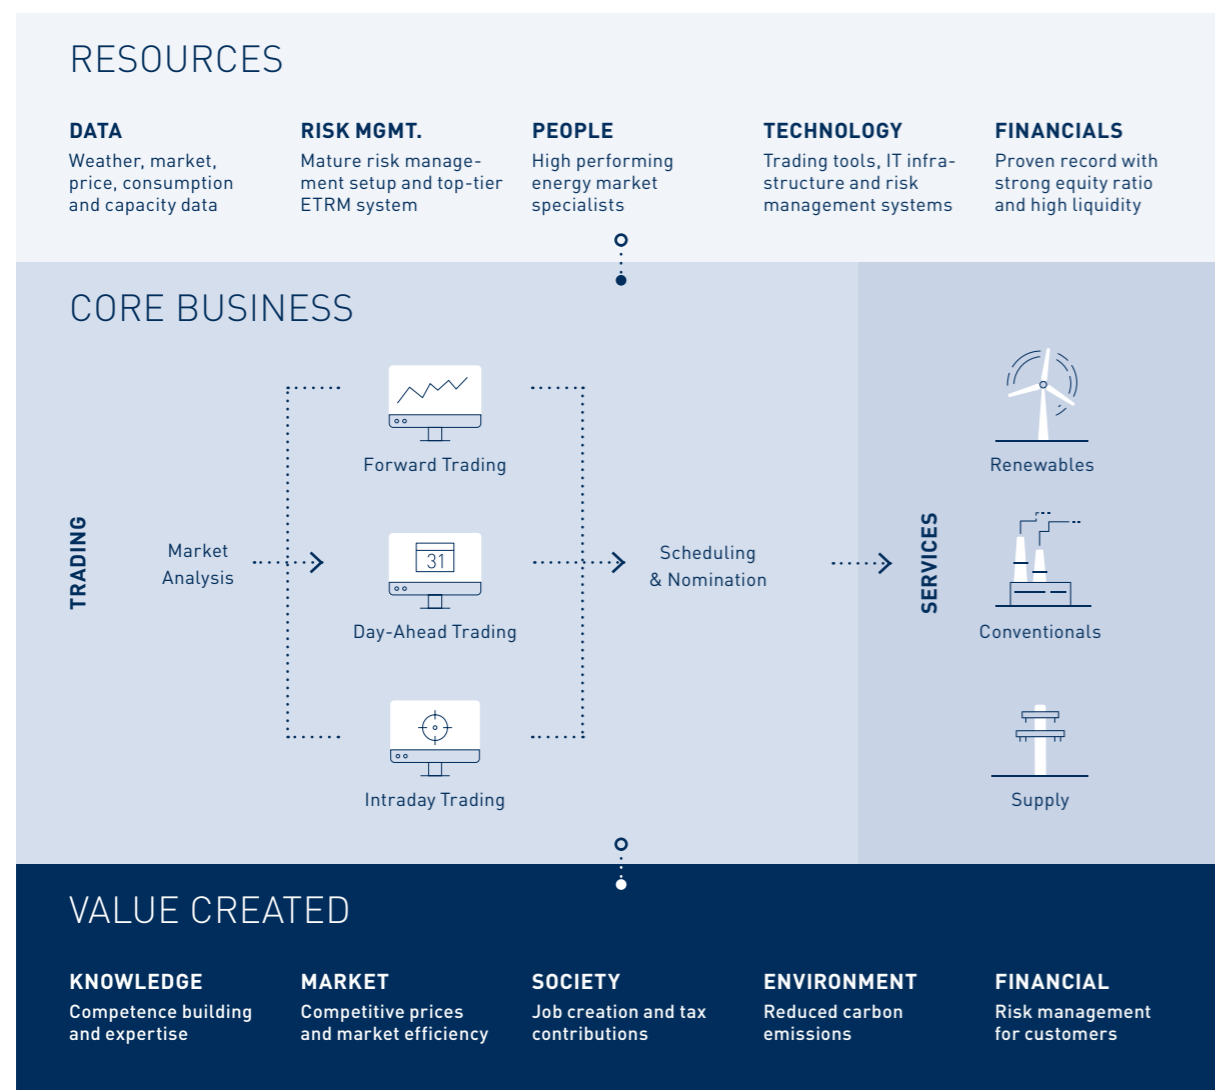 RESOURCES
DATA
Weather, market,
price, consumption
and capacity data
RISK MGMT.
Mature risk manage-
ment setup and top-tier
ETRM system
PEOPLE
High performing
energy market
specialists
TECHNOLOGY
Trading tools, IT infra-
structure and risk
management systems
FINANCIALS
Proven record with
strong equity ratio
and high liquidity
CORE BUSINESS
TRADING
Market
Analysis
Forward Trading
31
Day-Ahead Trading
Intraday Trading
Scheduling
& Nomination
SERVICES
Renewables
Conventionals
Supply
VALUE CREATED
KNOWLEDGE
Competence building
and expertise
MARKET
Competitive prices
and market efficiency
SOCIETY
Job creation and tax
contributions
ENVIRONMENT
Reduced carbon
emissions
FINANCIAL
Risk management
for customers